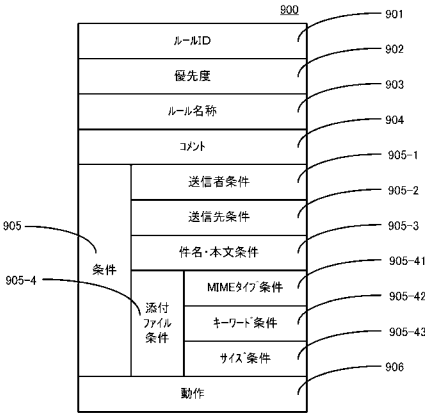 900
ルールID
901
優先度
902
ルール名称
903
コメント
904
送信者条件
905-1
送信先条件
905-2
件名・本文条件
905-3
905
条件
905-4
添付
ファイル
条件
MIMEタイプ条件
905-41
キーワード条件
905-42
サイズ条件
905-43
動作
906